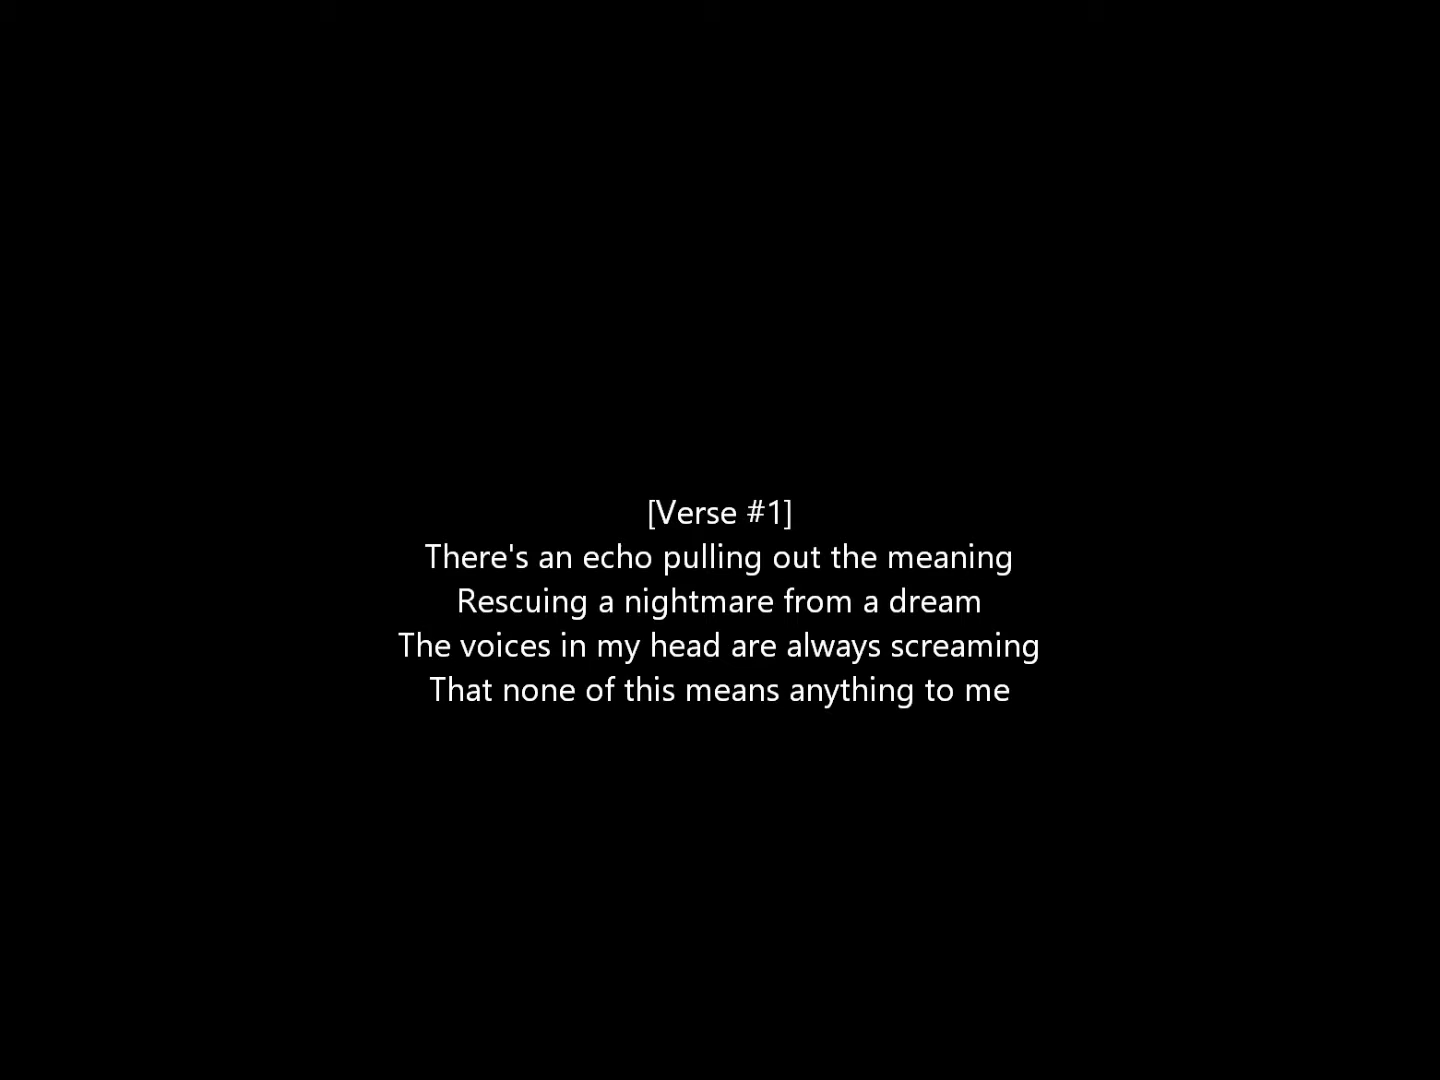 [Verse #1]
There's an echo pulling out the meaning
Rescuing a nightmare from a dream
The voices in my head are always screaming
That none of this means anything to me